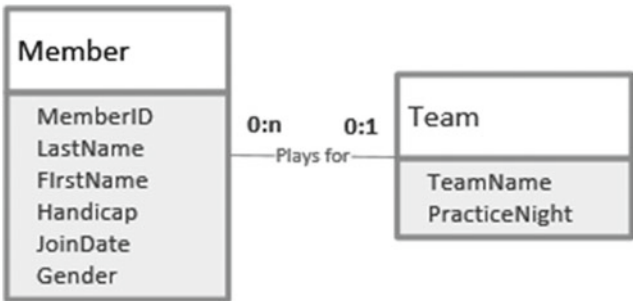 Member
MemberID
LastName
FIrstName
Handicap
JoinDate
Gender
0:n
0:1
Plays for
Team
TeamName
PracticeNight